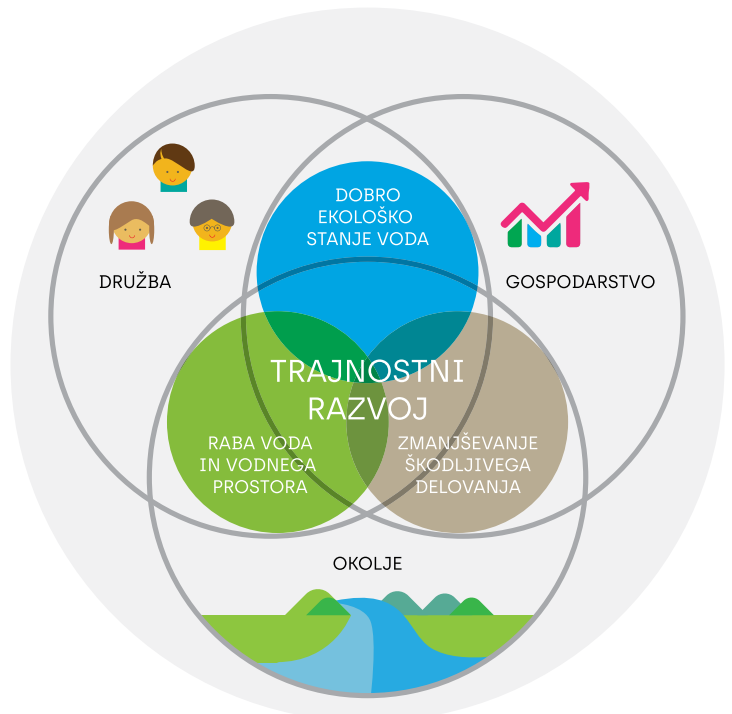 DOBRO
EKOLOŠKO
STANJE VODA
DRUŽBA
GOSPODARSTVO
TRAJNOSTNI
RAZVOJ
RABA VODA
IN VODNEGA
PROSTORA
ZMANJŠEVANJE
ŠKODLJIVEGA
DELOVANJA
OKOLJE